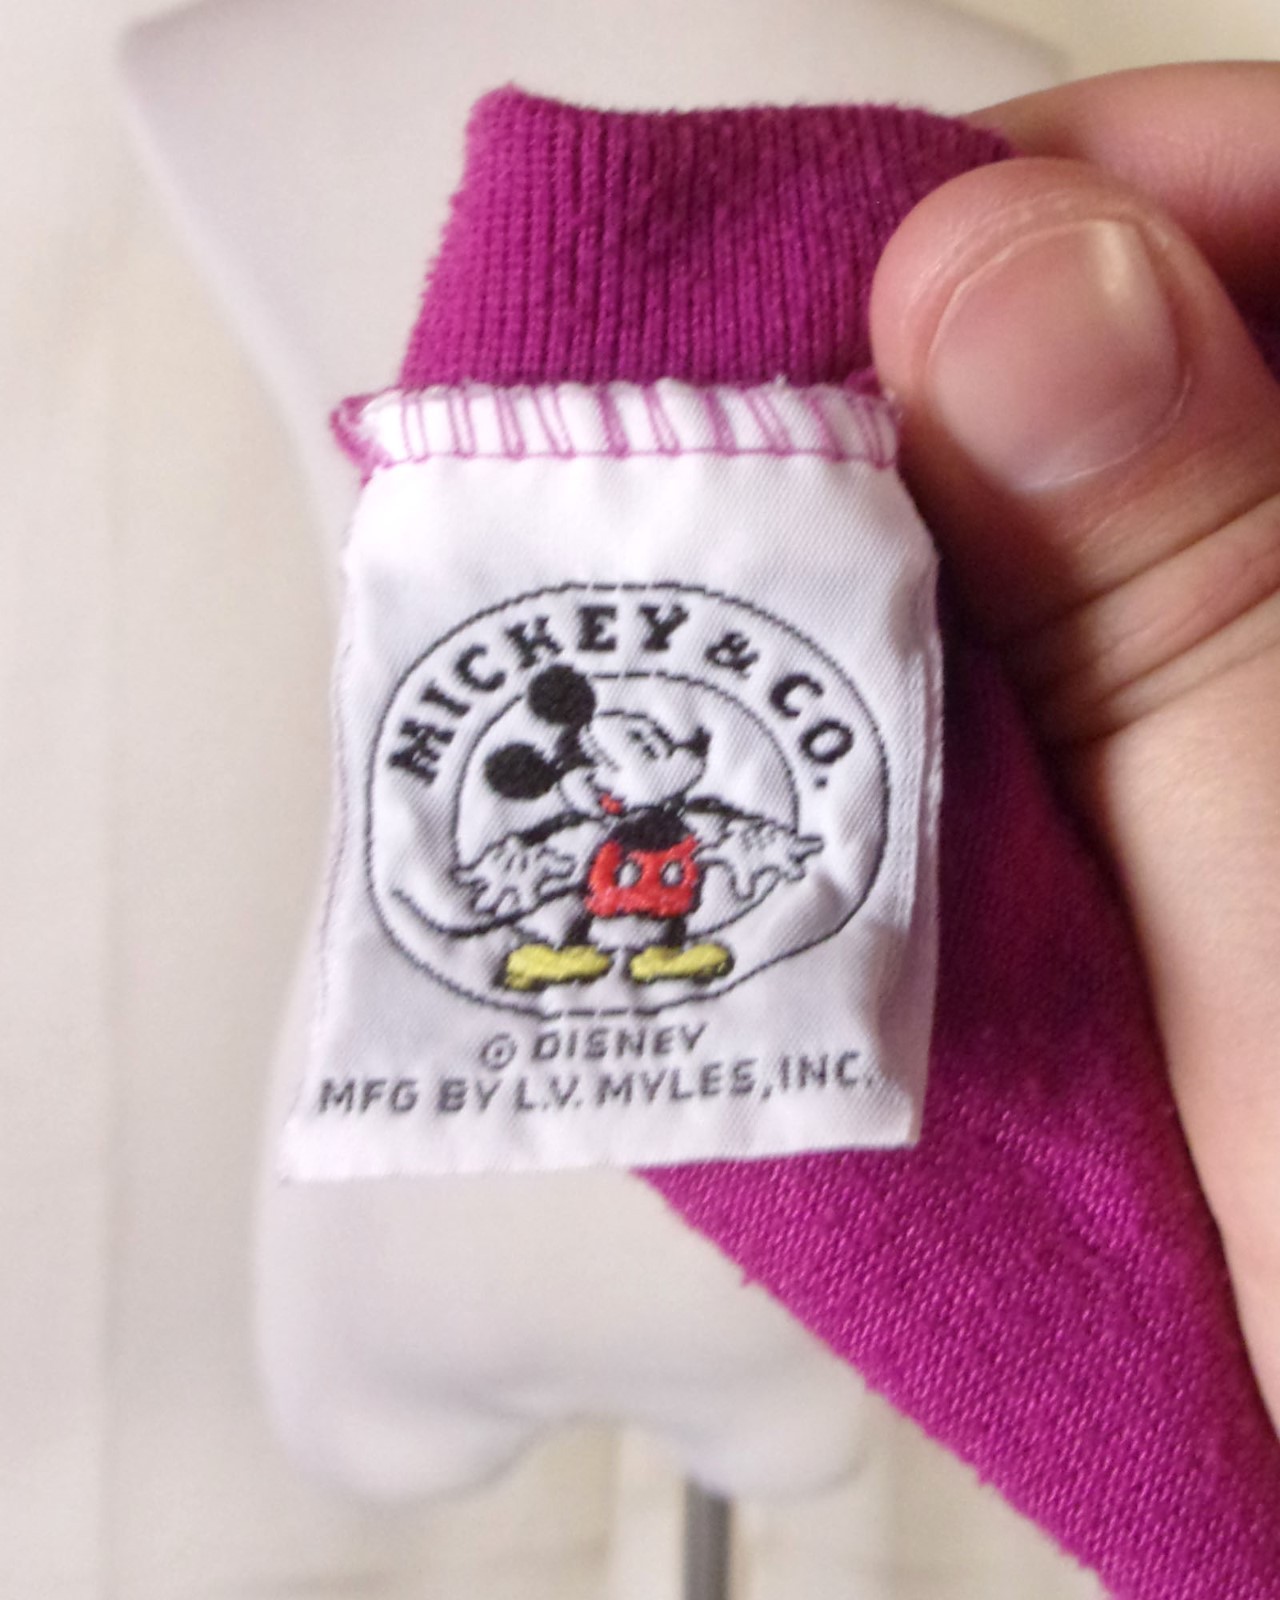 MICKEY & CO.
© DISNEY
MFG BY L.V. MYLES, INC.